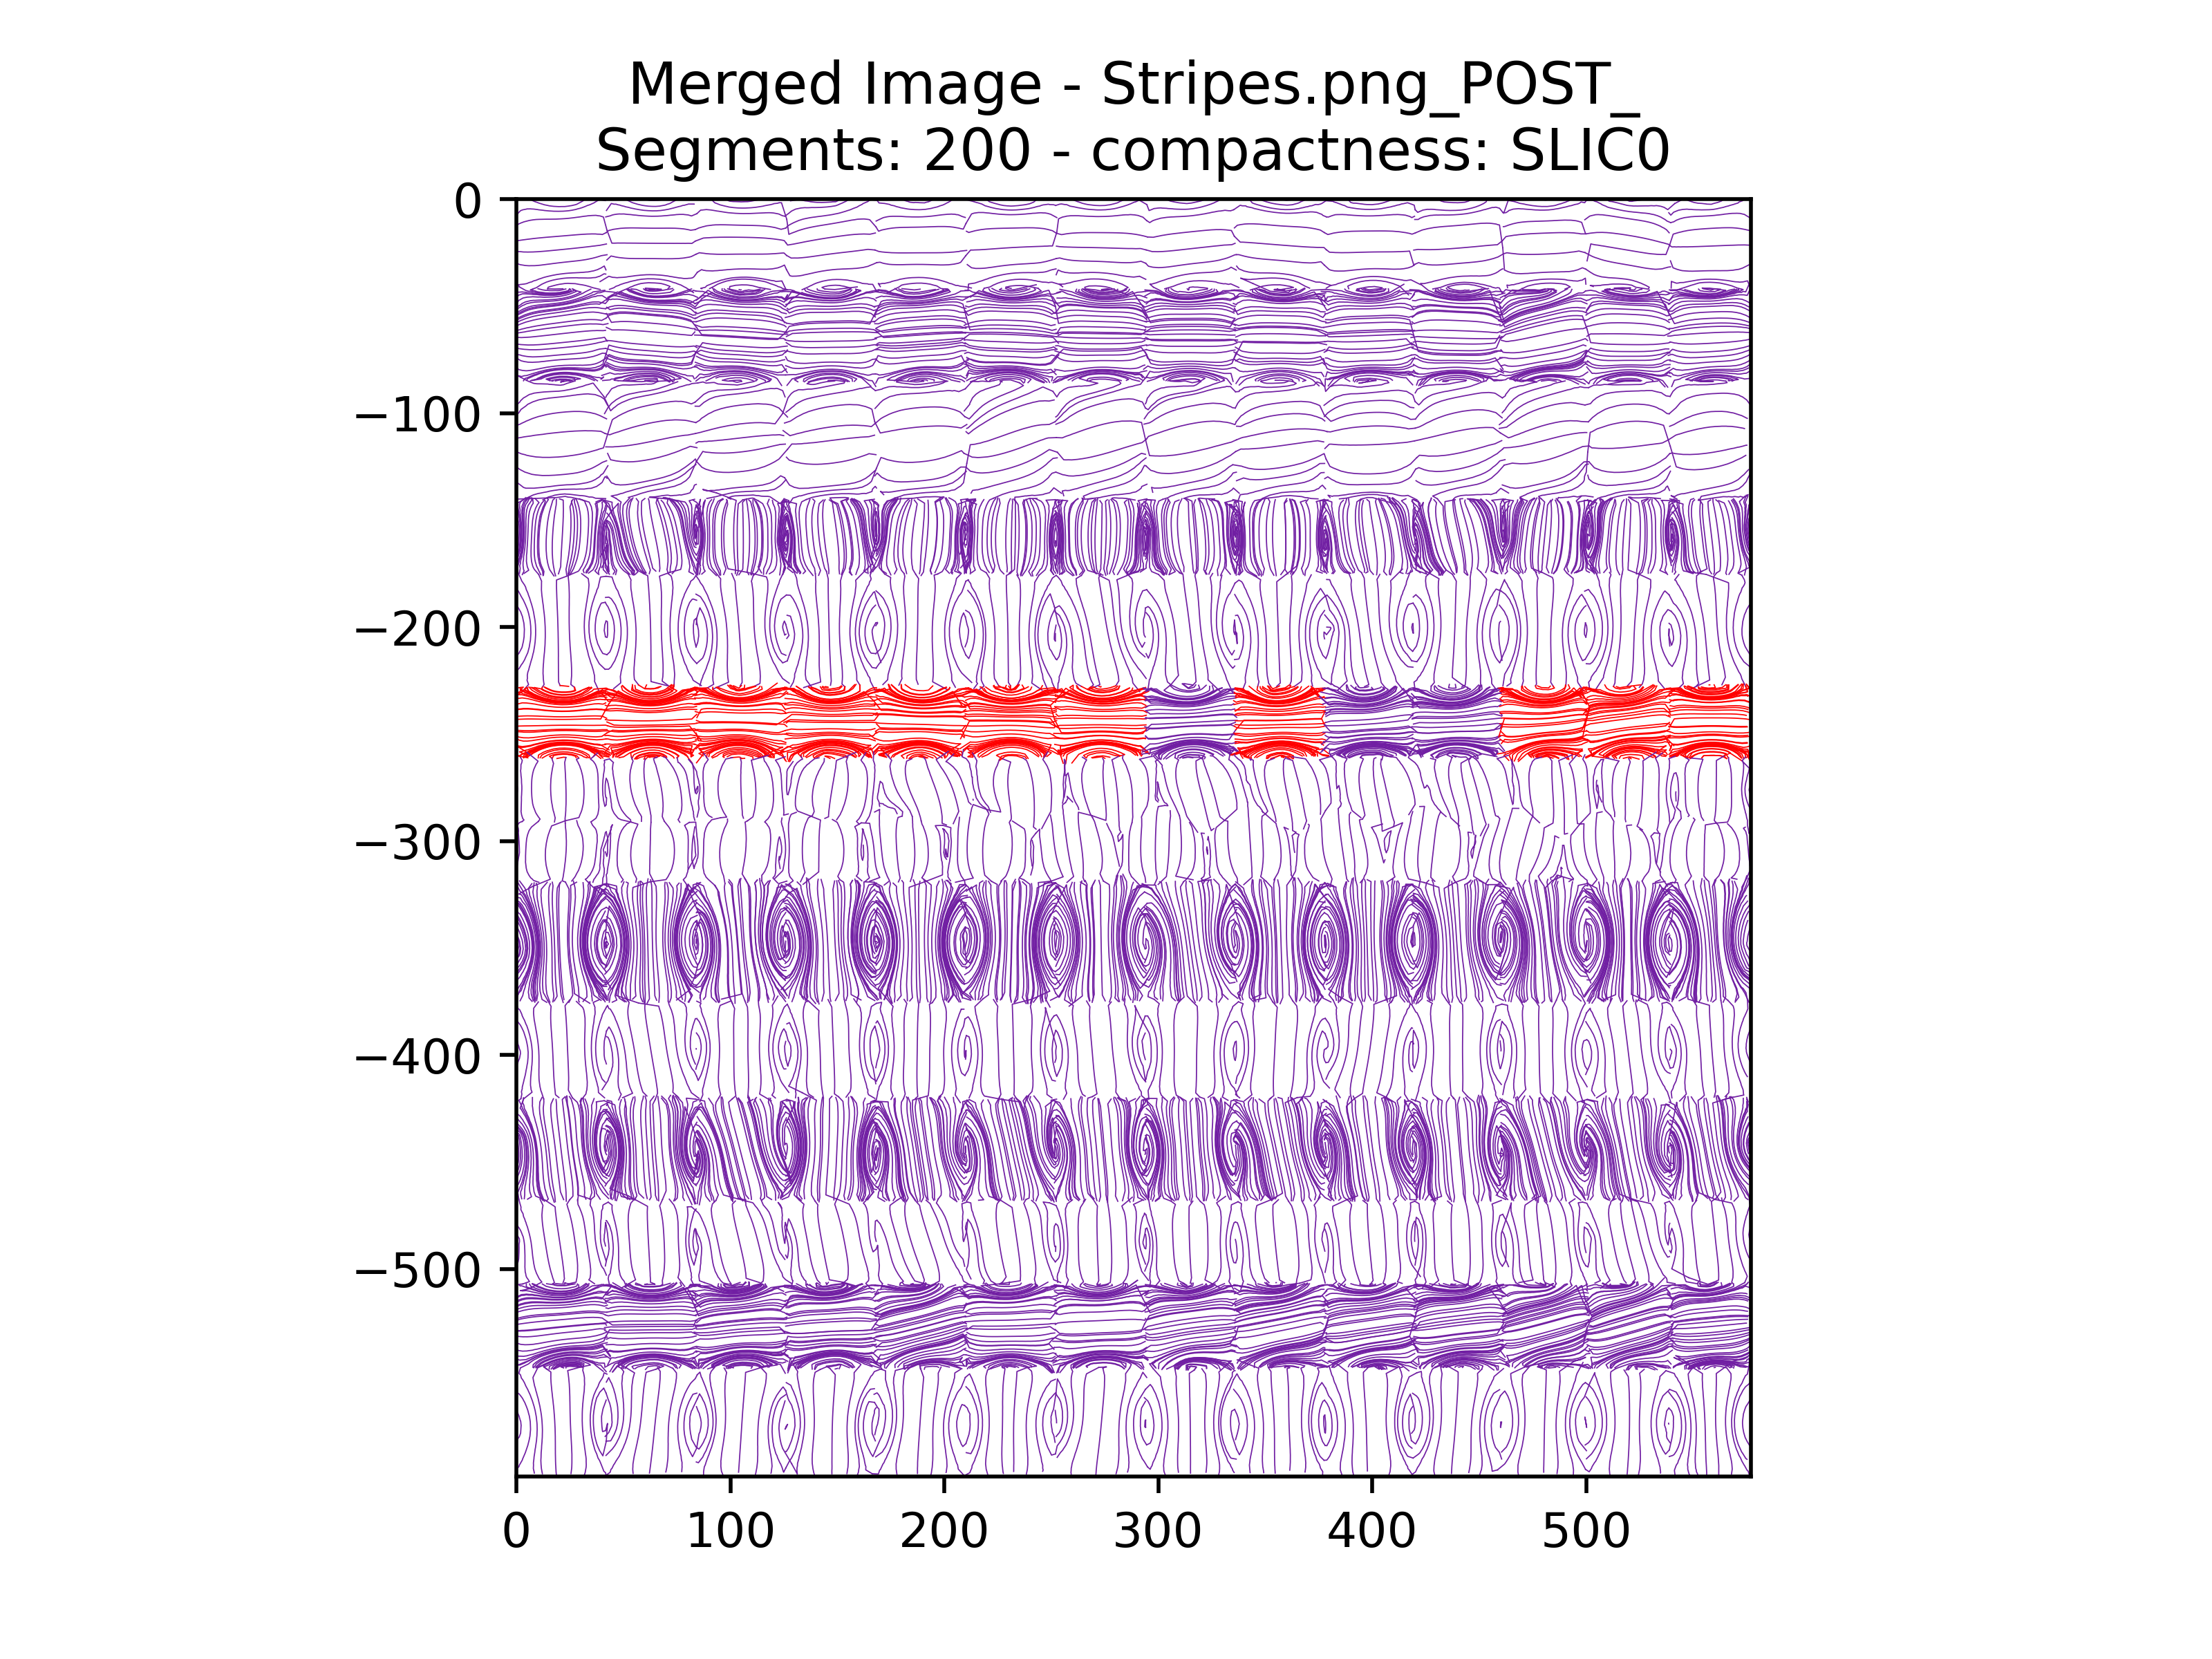 Merged Image - Stripes.png_POST_
Segments: 200 - compactness: SLIC0
0
−100
−200
−300
−400
−500
0 100 200 300 400 500